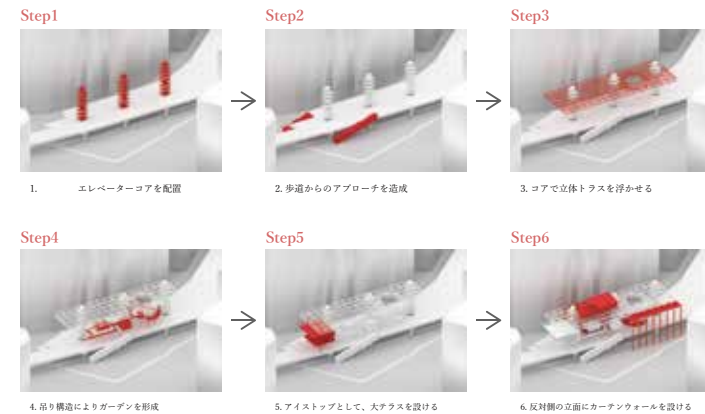 Step1
Step2
Step3
1. エレベーターコアを配置
2. 歩道からのアプローチを造成
3. コアで立体トラスを浮かせる
Step4
Step5
Step6
4. 吊り構造によりガーデンを形成
5. アイストップとして、大テラスを設ける
6. 反対側の立面にカーテンウォールを設ける